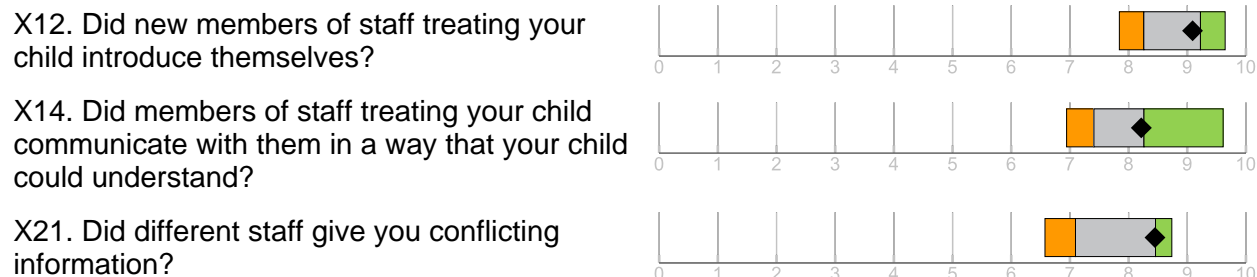 X12. Did new members of staff treating your
child introduce themselves?
0 1 2 3 4 5 6 7 8 9 10
X14. Did members of staff treating your child
communicate with them in a way that your child
could understand?
0 1 2 3 4 5 6 7 8 9 10
X21. Did different staff give you conflicting
information?
0 1 2 3 4 5 6 7 8 9 10